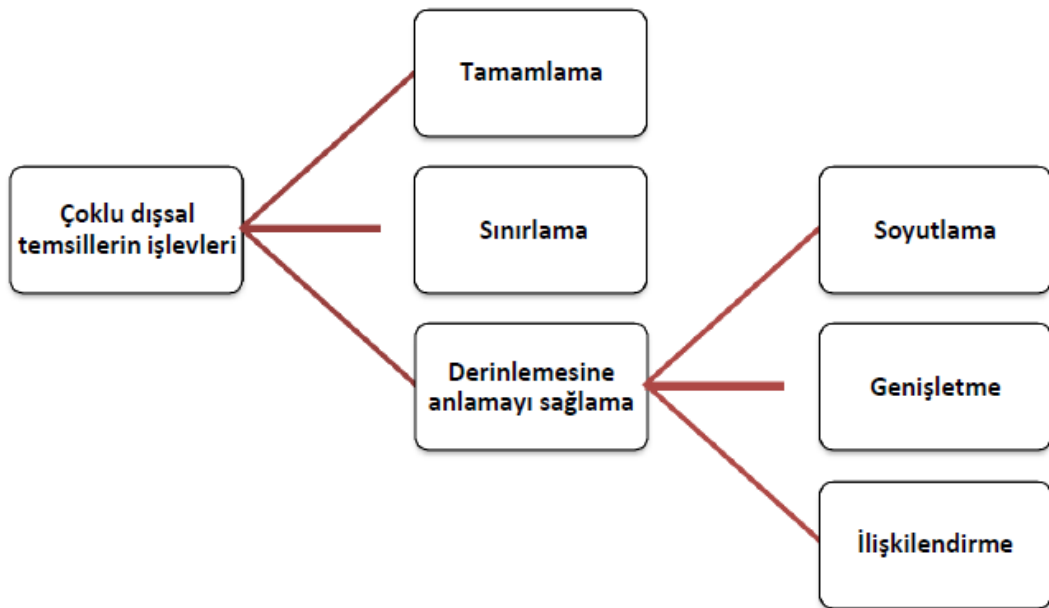 Çoklu dışsal
temsillerin işlevleri
Tamamlama
Sınırlama
Derinlemesine
anlamayı sağlama
Soyutlama
Genişletme
İlişkilendirme